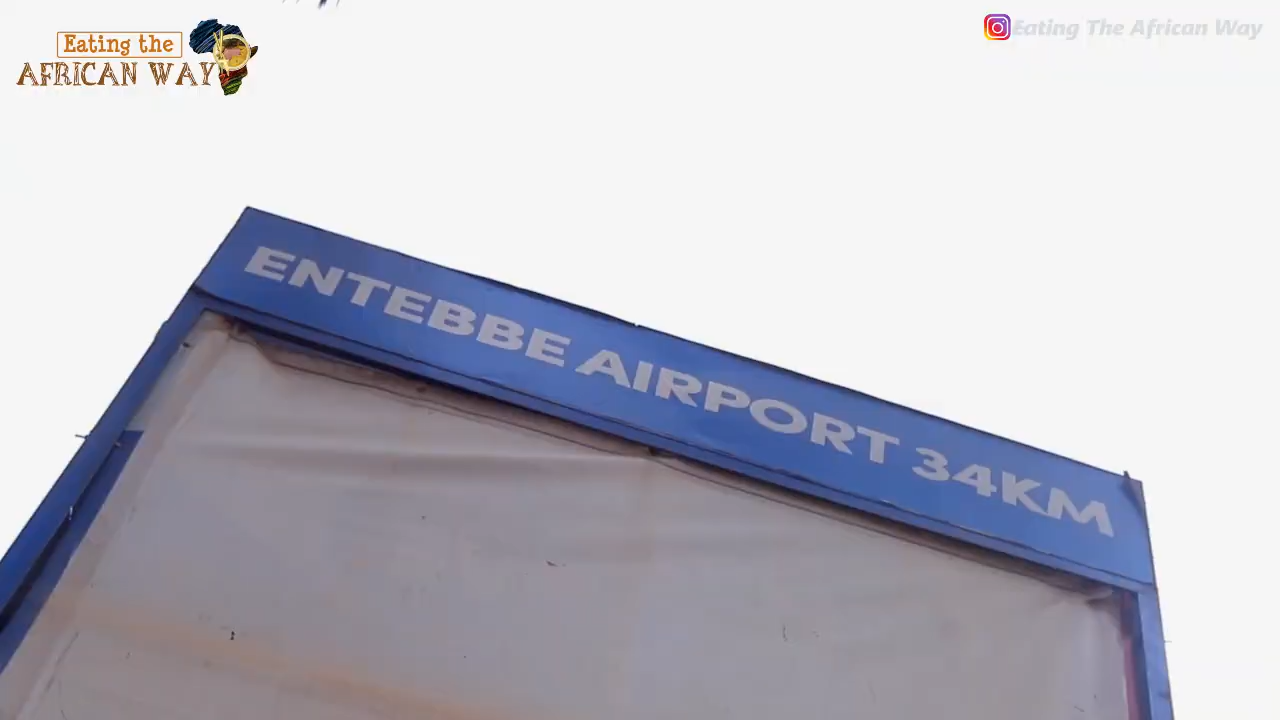 Eating the
AFRICAN WAY
Eating The African Way
ENTEBBE AIRPORT 34KM